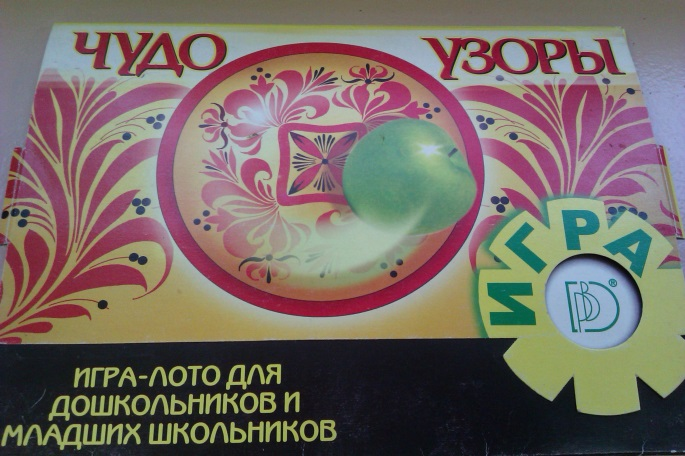 ЧУДО УЗОРЫ
ИГРА
ИГРА-ЛОТО ДЛЯ
ДОШКОЛЬНИКОВ И
МЛАДШИХ ШКОЛЬНИКОВ